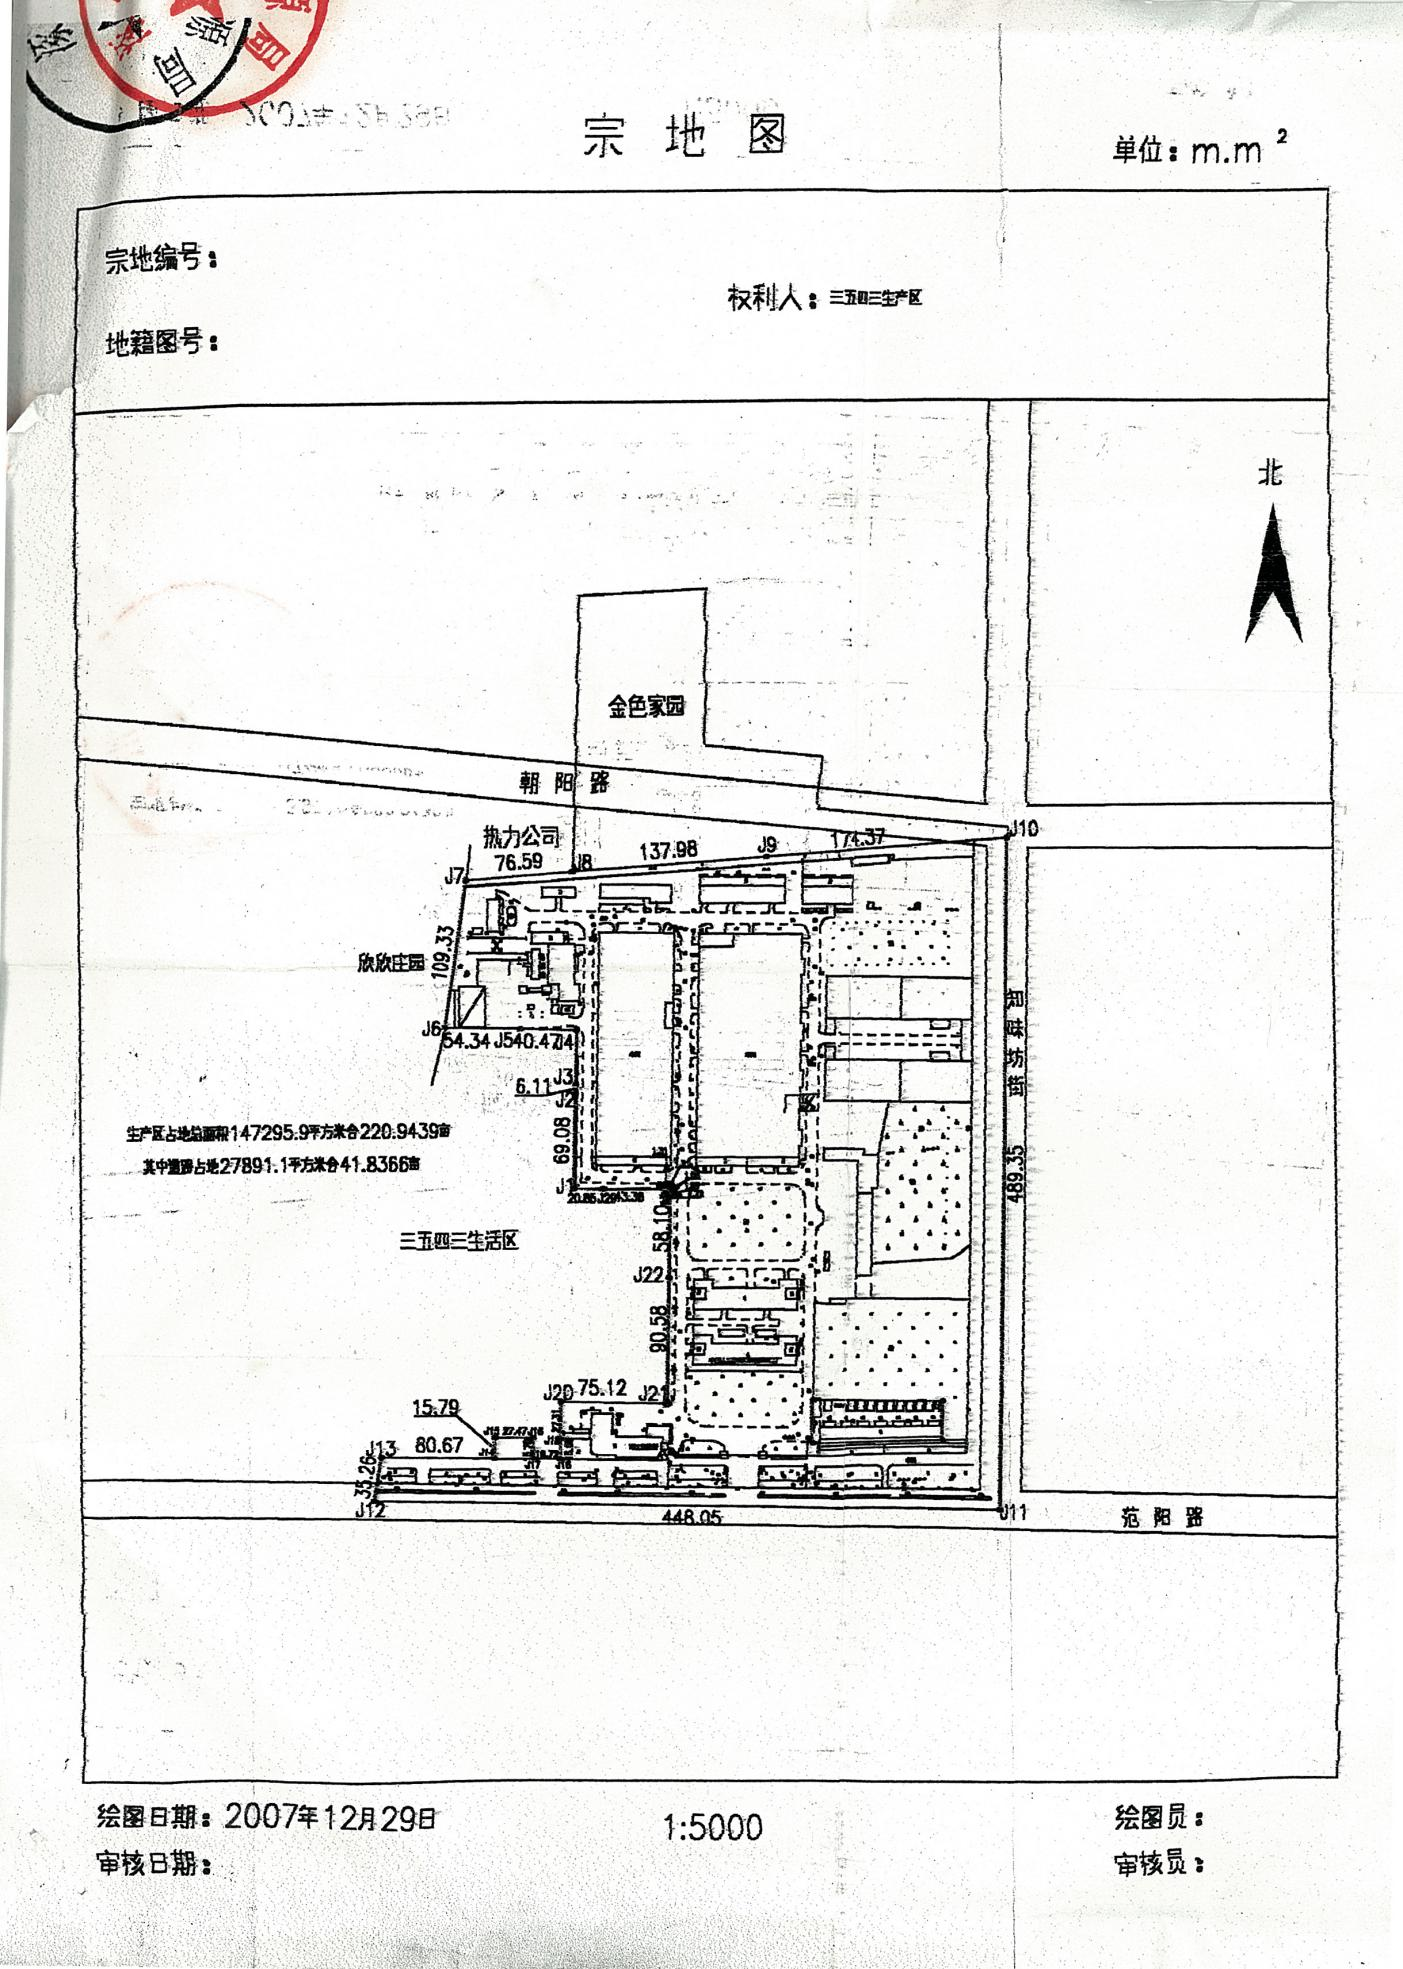 宗地图
单位：m.m²
宗地编号：
权利人：三五四三生产区
地籍图号：
北
金色家园
朝阳路
热力公司
J7
76.59
J8
137.98
J9
174.37
J10
109.33
欣欣庄园
J6
54.34
J5
40.47
J4
J3
6.11
J2
69.08
J1
生产区占地总面积147295.9平方米合220.9439亩
其中道路占地27891.1平方米合41.8366亩
三五四三生活区
58.10
J22
90.58
489.35
J20
75.12
J21
15.79
J13
80.67
35.26
J12
448.05
J11
范阳路
绘图日期：2007年12月29日
1:5000
绘图员：
审核日期：
审核员：